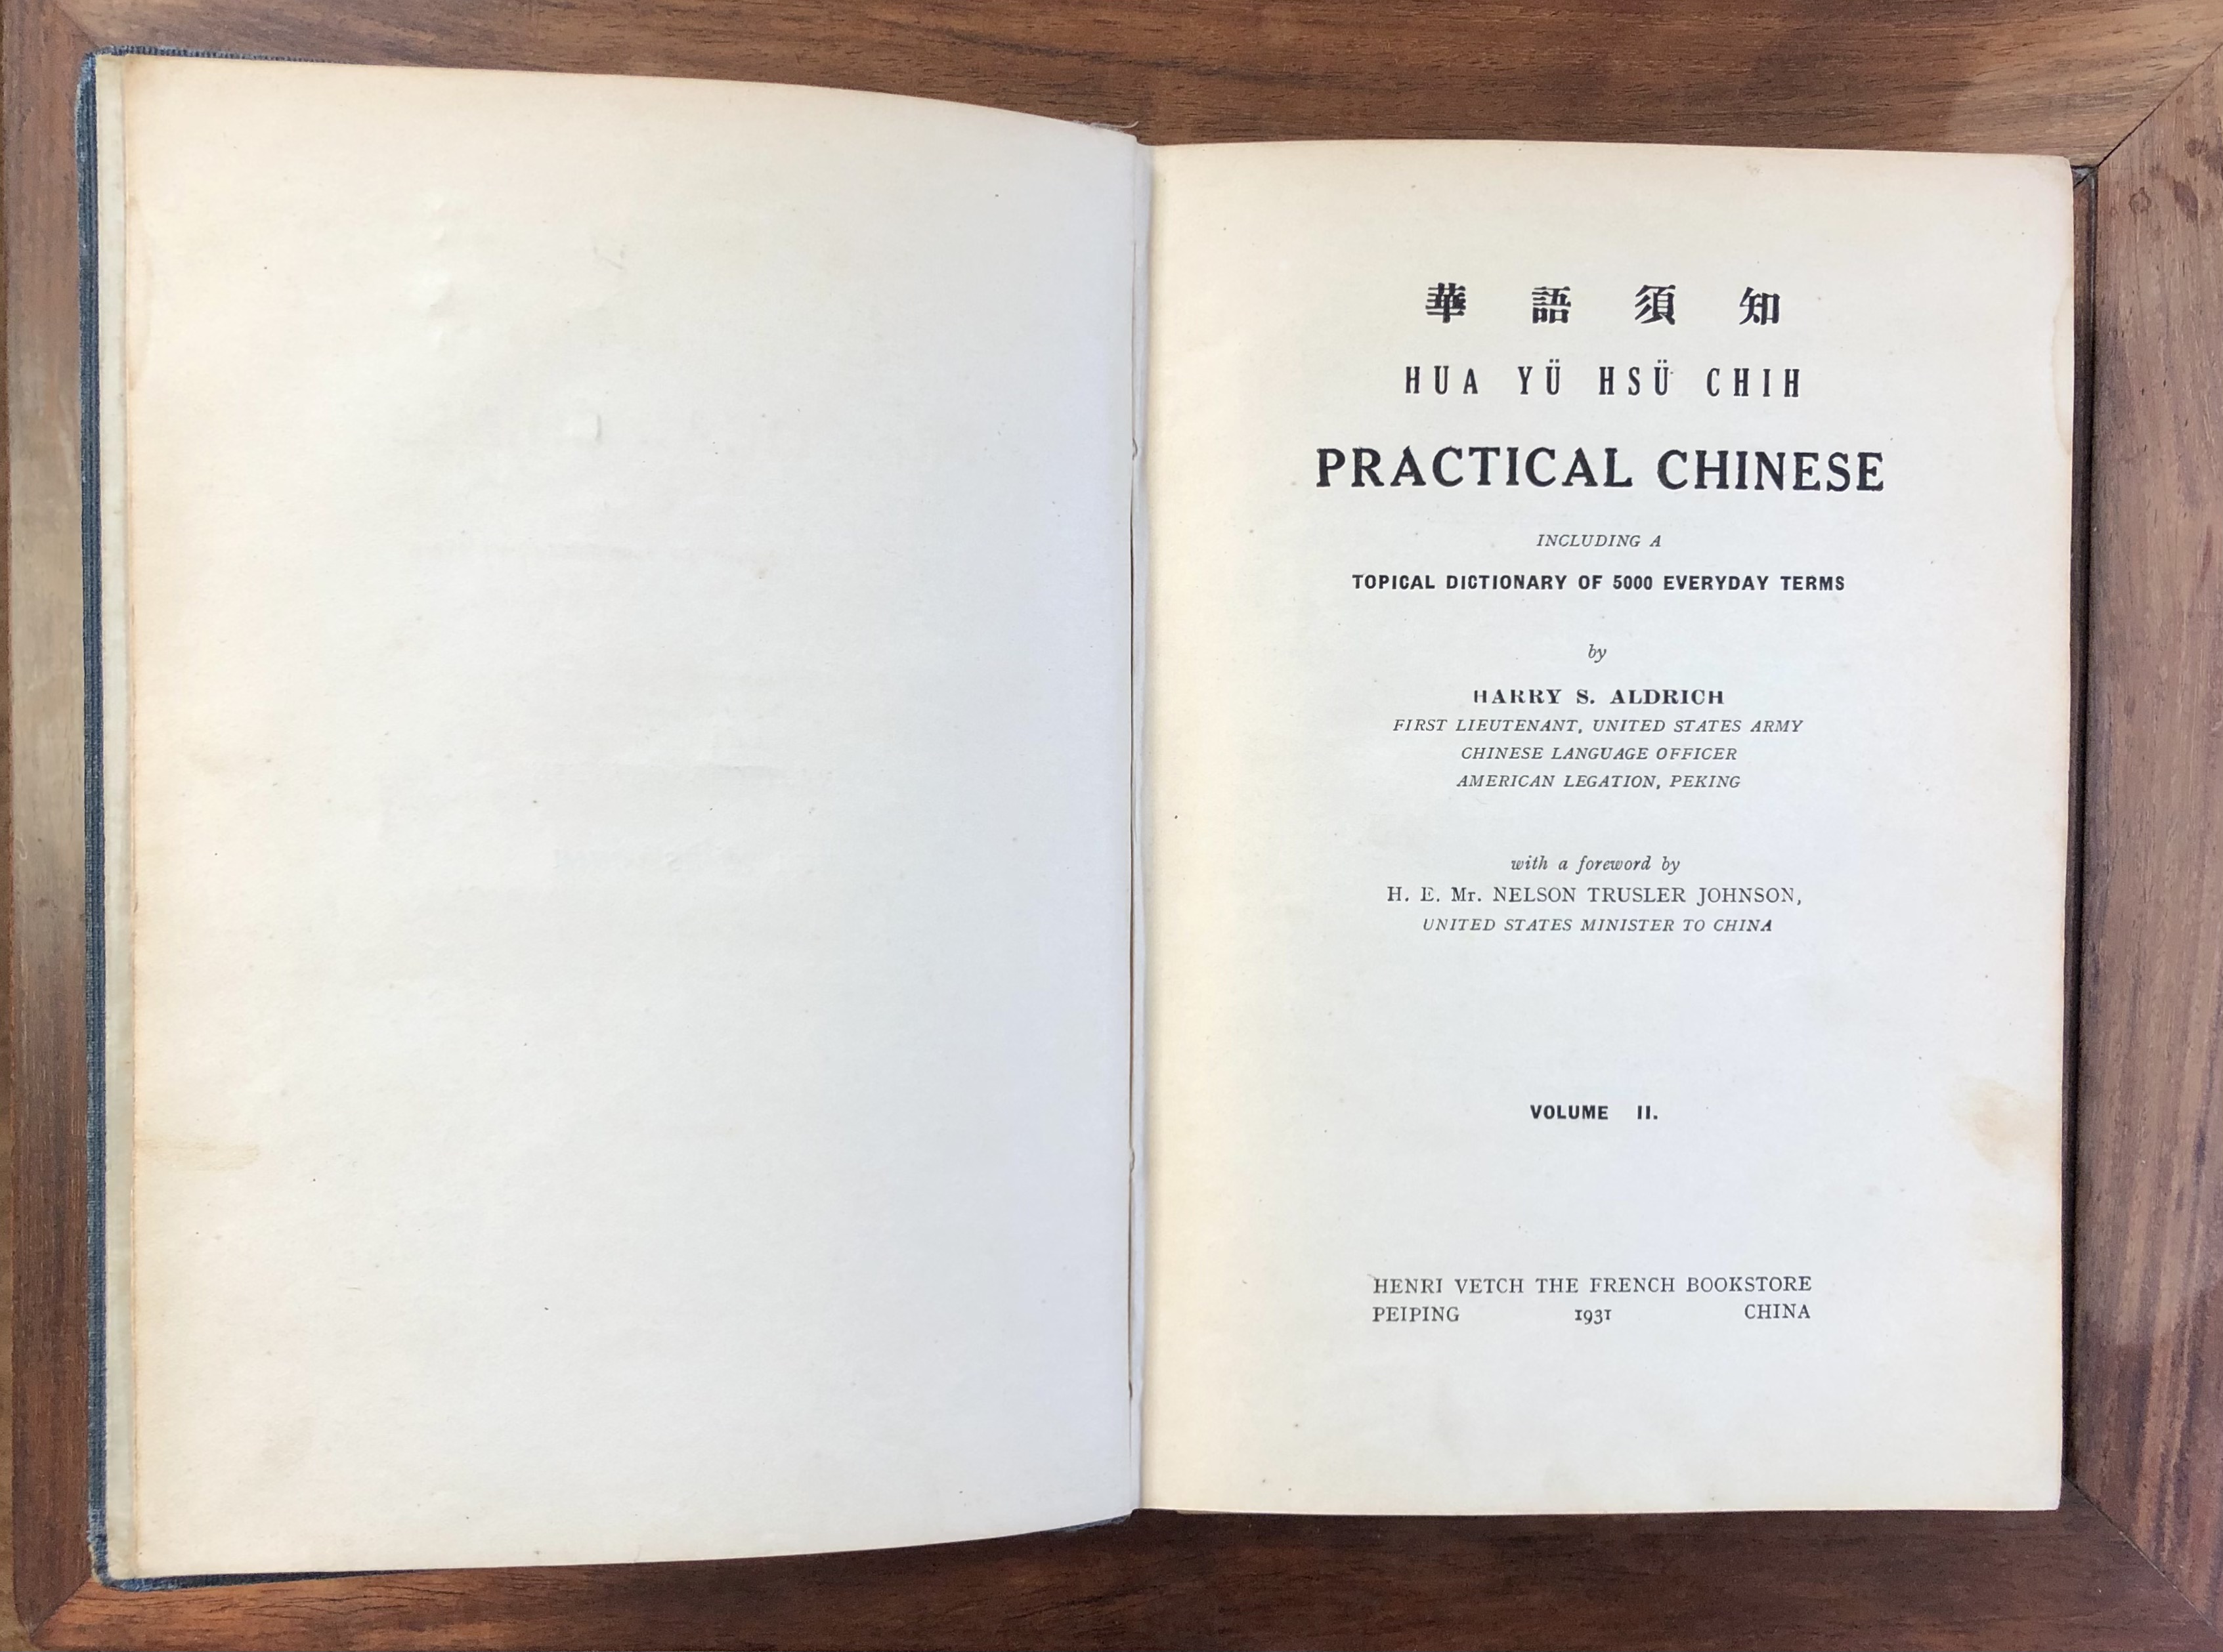 華語須知
HUA YÜ HSÜ CHIH
PRACTICAL CHINESE
INCLUDING A
TOPICAL DICTIONARY OF 5000 EVERYDAY TERMS
by
HARRY S. ALDRICH
FIRST LIEUTENANT, UNITED STATES ARMY
CHINESE LANGUAGE OFFICER
AMERICAN LEGATION, PEKING
with a foreword by
H. E. Mr. NELSON TRUSLER JOHNSON,
UNITED STATES MINISTER TO CHINA
VOLUME II.
HENRI VETCH THE FRENCH BOOKSTORE
PEIPING 1931 CHINA